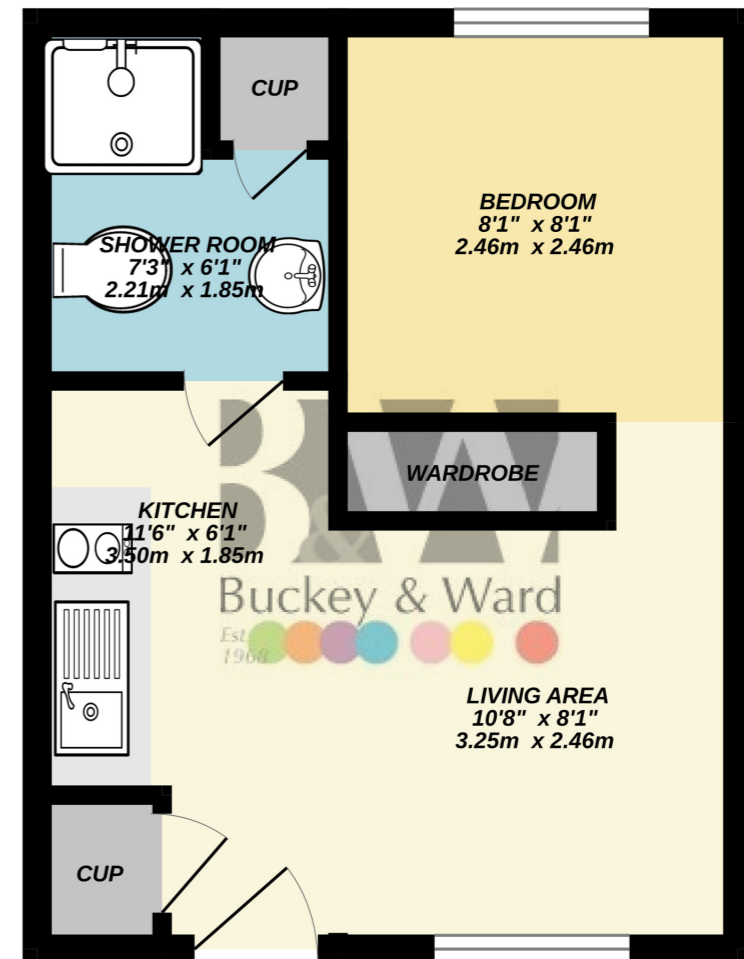 CUP
BEDROOM
8'1" x 8'1"
2.46m x 2.46m
SHOWER ROOM
7'3" x 6'1"
2.21m x 1.85m
WARDROBE
KITCHEN
11'6" x 6'1"
3.50m x 1.85m
B&W
Buckey & Ward
Est
1968
LIVING AREA
10'8" x 8'1"
3.25m x 2.46m
CUP